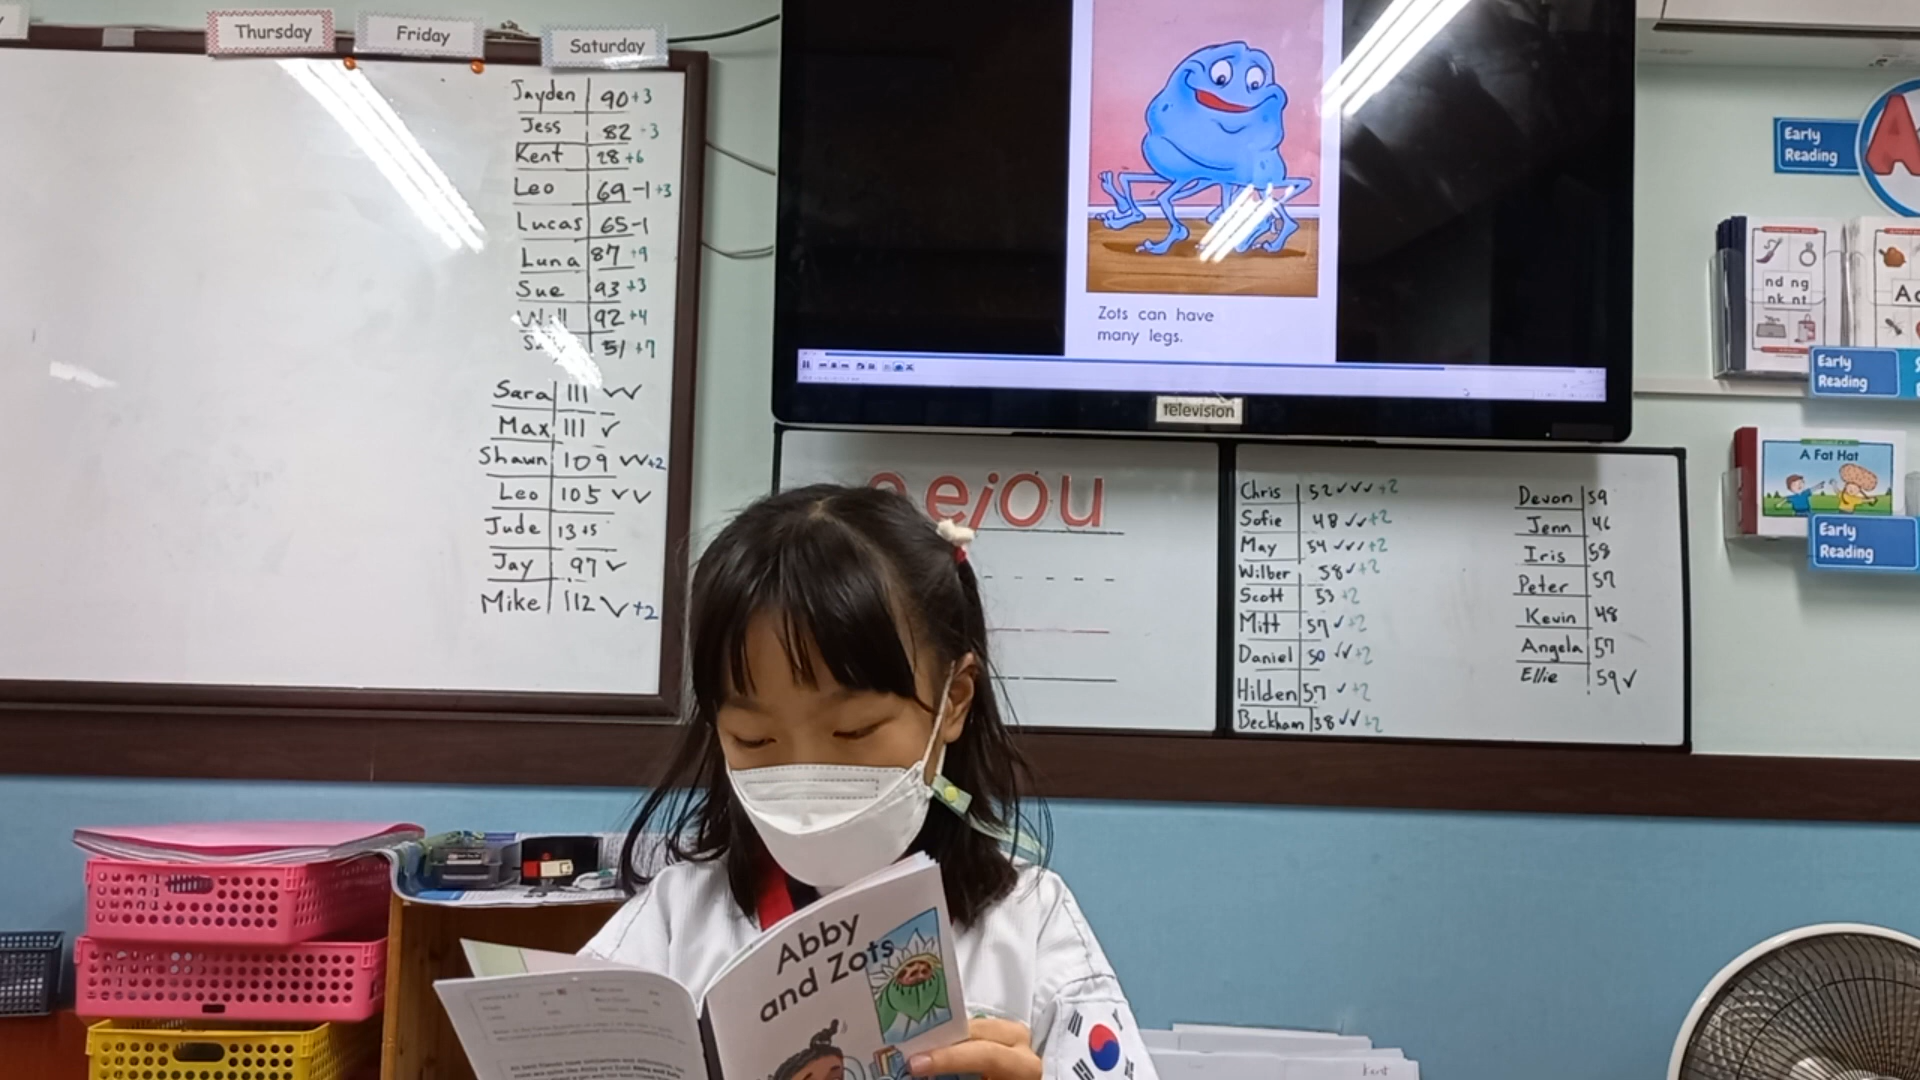 Thursday
Friday
Saturday
Jayden 90+3
Jess 82 +3
Kent 28 +6
Leo 69 -1 +3
Lucas 65-1
Luna 87 +9
Sue 93 +3
Will 92 +4
51 +7
Sara 111 ✓✓
Max 111 ✓
Shawn 109 ✓✓+2
Leo 105 ✓✓
Jude 13 +5
Jay 97 ✓
Mike 112 ✓ +2
Zots can have
many legs.
television
e i o u
Chris 52 ✓✓✓ +2
Sofie 48 ✓✓ +2
May 54 ✓✓✓ +2
Wilber 58 ✓ +2
Scott 53 +2
Mitt 57 ✓ +2
Daniel 50 ✓✓ +2
Hilden 57 ✓ +2
Beckham 38 ✓✓ +2
Devon 59
Jenn 46
Iris 58
Peter 57
Kevin 48
Angela 57
Ellie 59 ✓
Early
Reading
A
nd ng
nk nt
Early
Reading
A Fat Hat
Early
Reading
Abby
and Zots
Kent